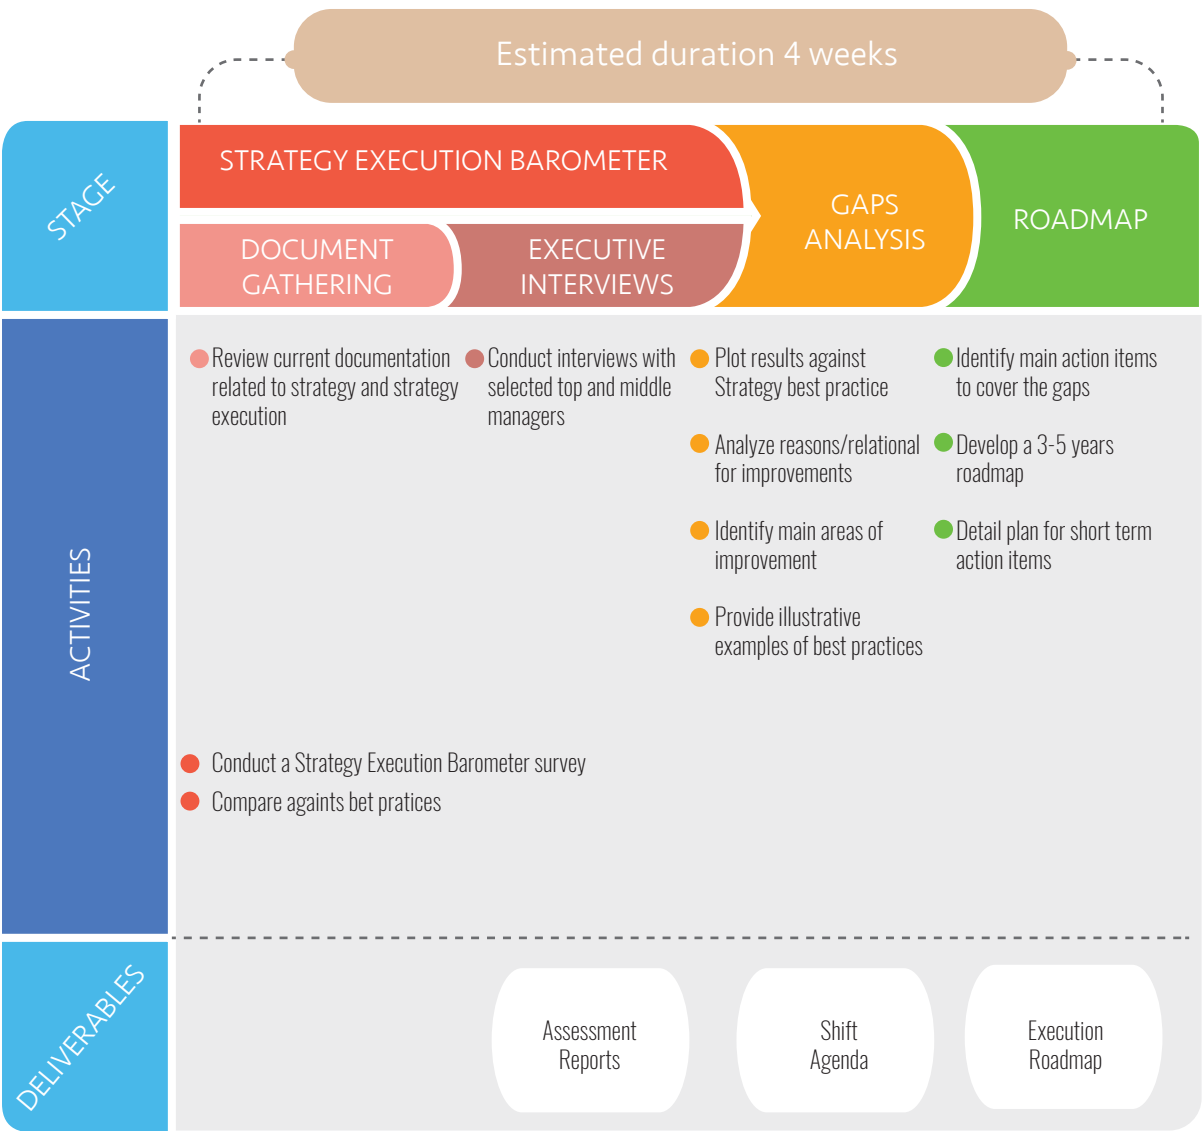 Estimated duration 4 weeks
STAGE
STRATEGY EXECUTION BAROMETER
DOCUMENT
GATHERING
EXECUTIVE
INTERVIEWS
GAPS
ANALYSIS
ROADMAP
ACTIVITIES
Review current documentation
related to strategy and strategy
execution
Conduct interviews with
selected top and middle
managers
Plot results against
Strategy best practice
Analyze reasons/relational
for improvements
Identify main areas of
improvement
Provide illustrative
examples of best practices
Identify main action items
to cover the gaps
Develop a 3-5 years
roadmap
Detail plan for short term
action items
Conduct a Strategy Execution Barometer survey
Compare againts bet pratices
DELIVERABLES
Assessment
Reports
Shift
Agenda
Execution
Roadmap